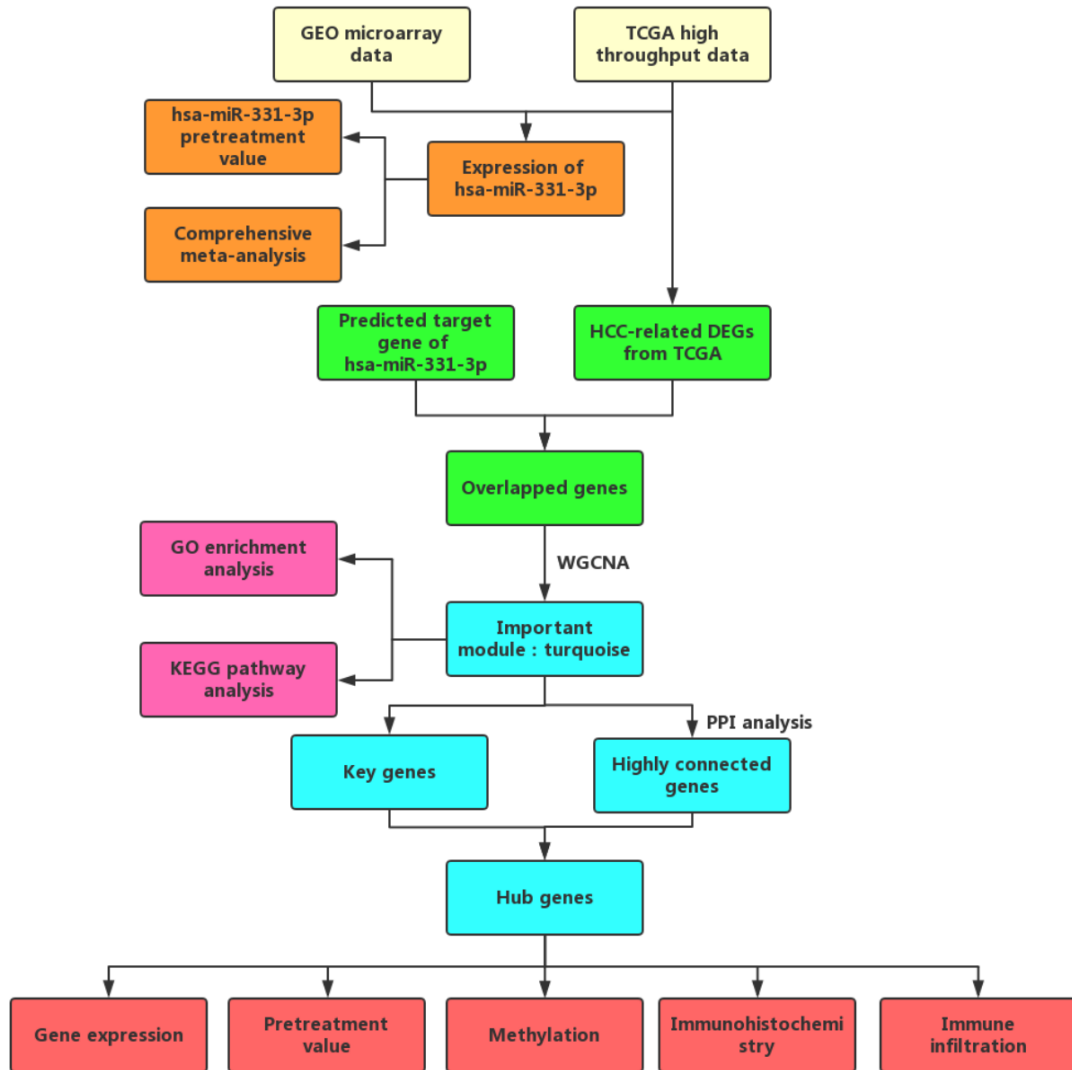 GEO microarray
data
TCGA high
throughput data
hsa-miR-331-3p
pretreatment
value
Expression of
hsa-miR-331-3p
Comprehensive
meta-analysis
Predicted target
gene of
hsa-miR-331-3p
HCC-related DEGs
from TCGA
Overlapped genes
WGCNA
GO enrichment
analysis
Important
module : turquoise
KEGG pathway
analysis
PPI analysis
Key genes
Highly connected
genes
Hub genes
Gene expression
Pretreatment
value
Methylation
Immunohistochemi
stry
Immune
infiltration